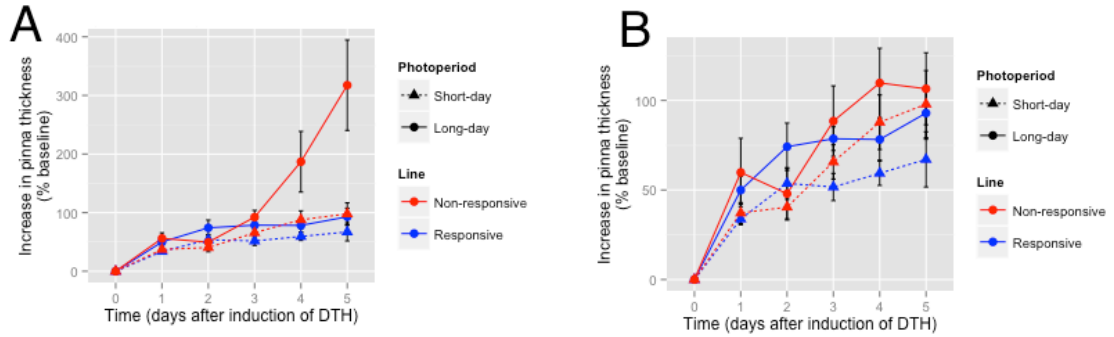 A
Increase in pinna thickness
(% baseline)
400
300
200
100
0
0 1 2 3 4 5
Time (days after induction of DTH)
Photoperiod
Short-day
Long-day
Line
Non-responsive
Responsive
B
Increase in pinna thickness
(% baseline)
100
50
0
0 1 2 3 4 5
Time (days after induction of DTH)
Photoperiod
Short-day
Long-day
Line
Non-responsive
Responsive